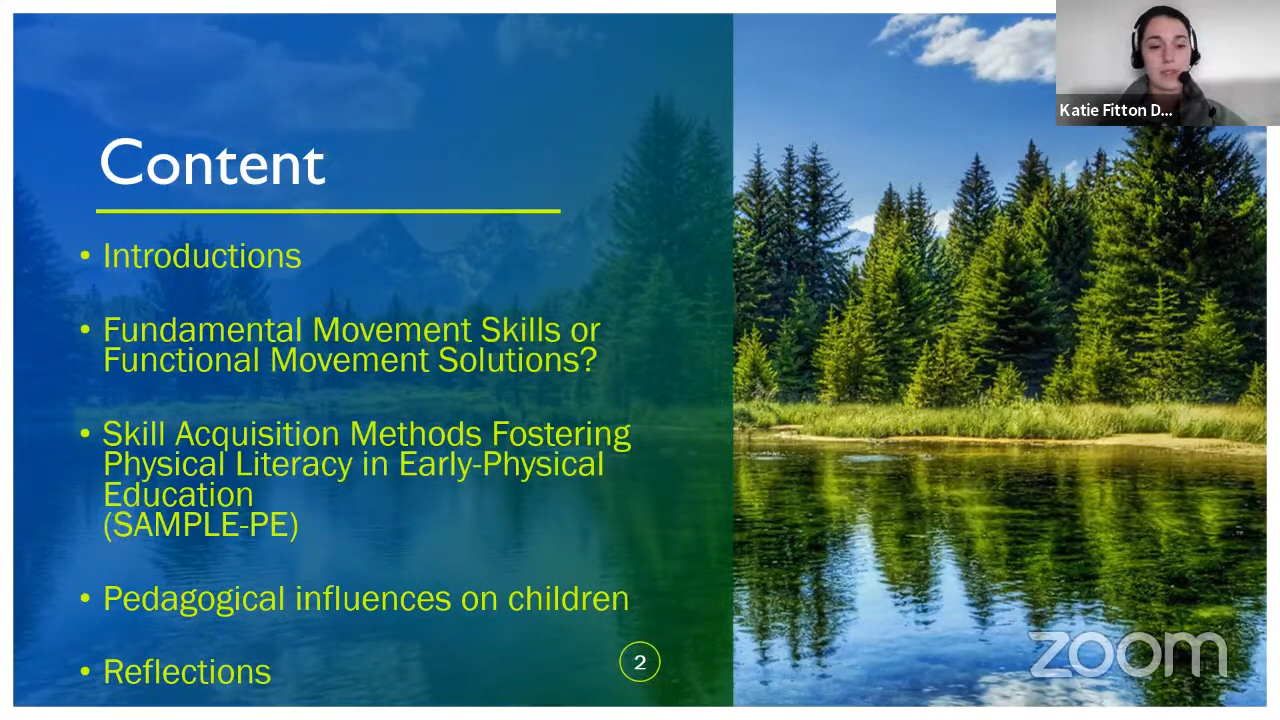 Katie Fitton D...
Content
• Introductions
• Fundamental Movement Skills or
Functional Movement Solutions?
• Skill Acquisition Methods Fostering
Physical Literacy in Early-Physical
Education
(SAMPLE-PE)
• Pedagogical influences on children
• Reflections
2
zoom